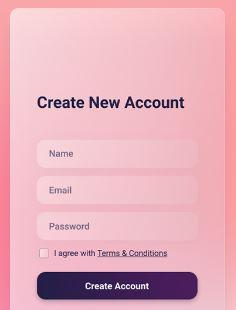 Create New Account
Name
Email
Password
I agree with Terms & Conditions
Create Account